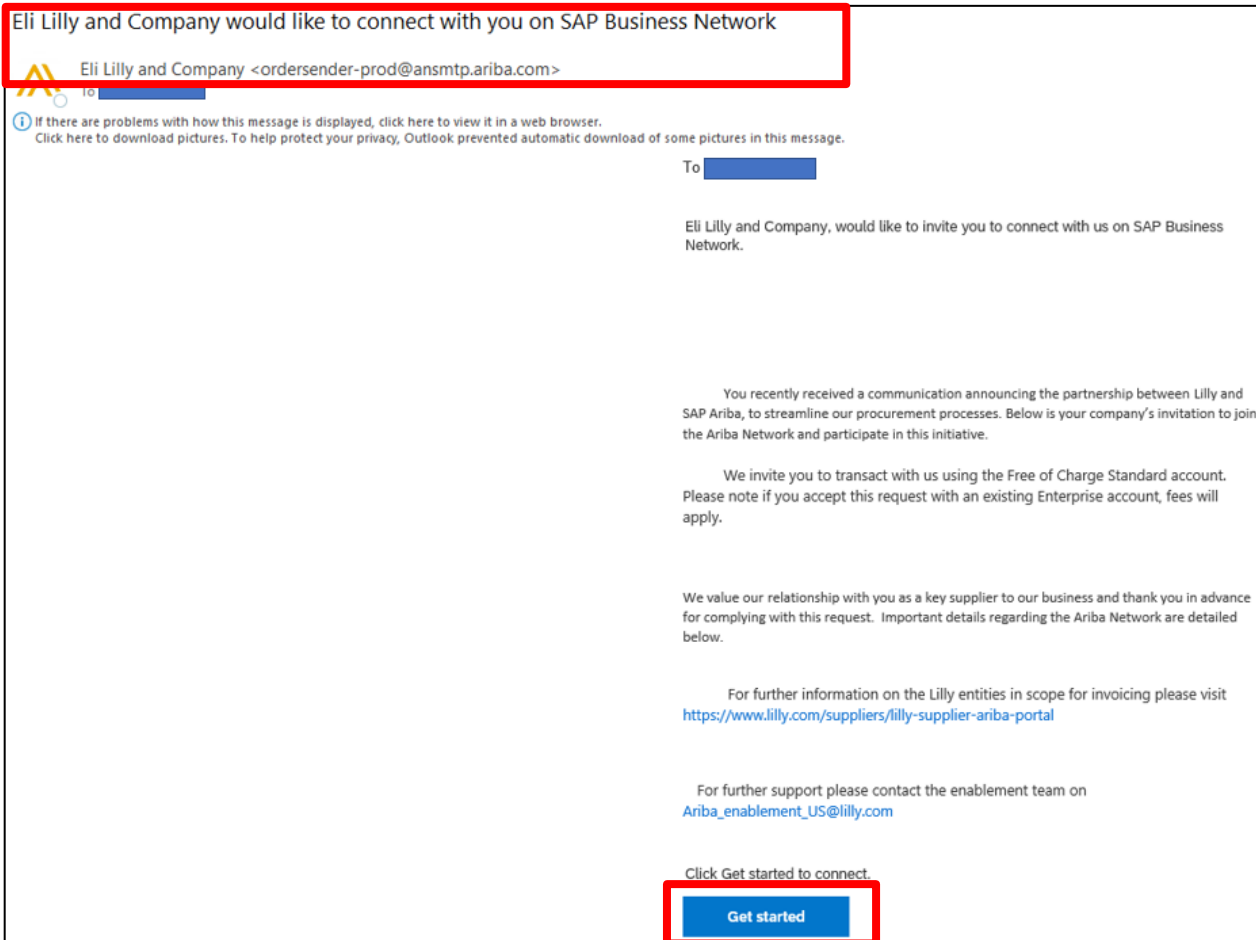 Eli Lilly and Company would like to connect with you on SAP Business Network
Eli Lilly and Company <ordersender-prod@ansmtp.ariba.com>
To
If there are problems with how this message is displayed, click here to view it in a web browser.
Click here to download pictures. To help protect your privacy, Outlook prevented automatic download of some pictures in this message.
To
Eli Lilly and Company, would like to invite you to connect with us on SAP Business
Network.
You recently received a communication announcing the partnership between Lilly and
SAP Ariba, to streamline our procurement processes. Below is your company's invitation to join
the Ariba Network and participate in this initiative.
We invite you to transact with us using the Free of Charge Standard account.
Please note if you accept this request with an existing Enterprise account, fees will
apply.
We value our relationship with you as a key supplier to our business and thank you in advance
for complying with this request.  Important details regarding the Ariba Network are detailed
below.
For further information on the Lilly entities in scope for invoicing please visit
https://www.lilly.com/suppliers/lilly-supplier-ariba-portal
For further support please contact the enablement team on
Ariba_enablement_US@lilly.com
Click Get started to connect.
Get started